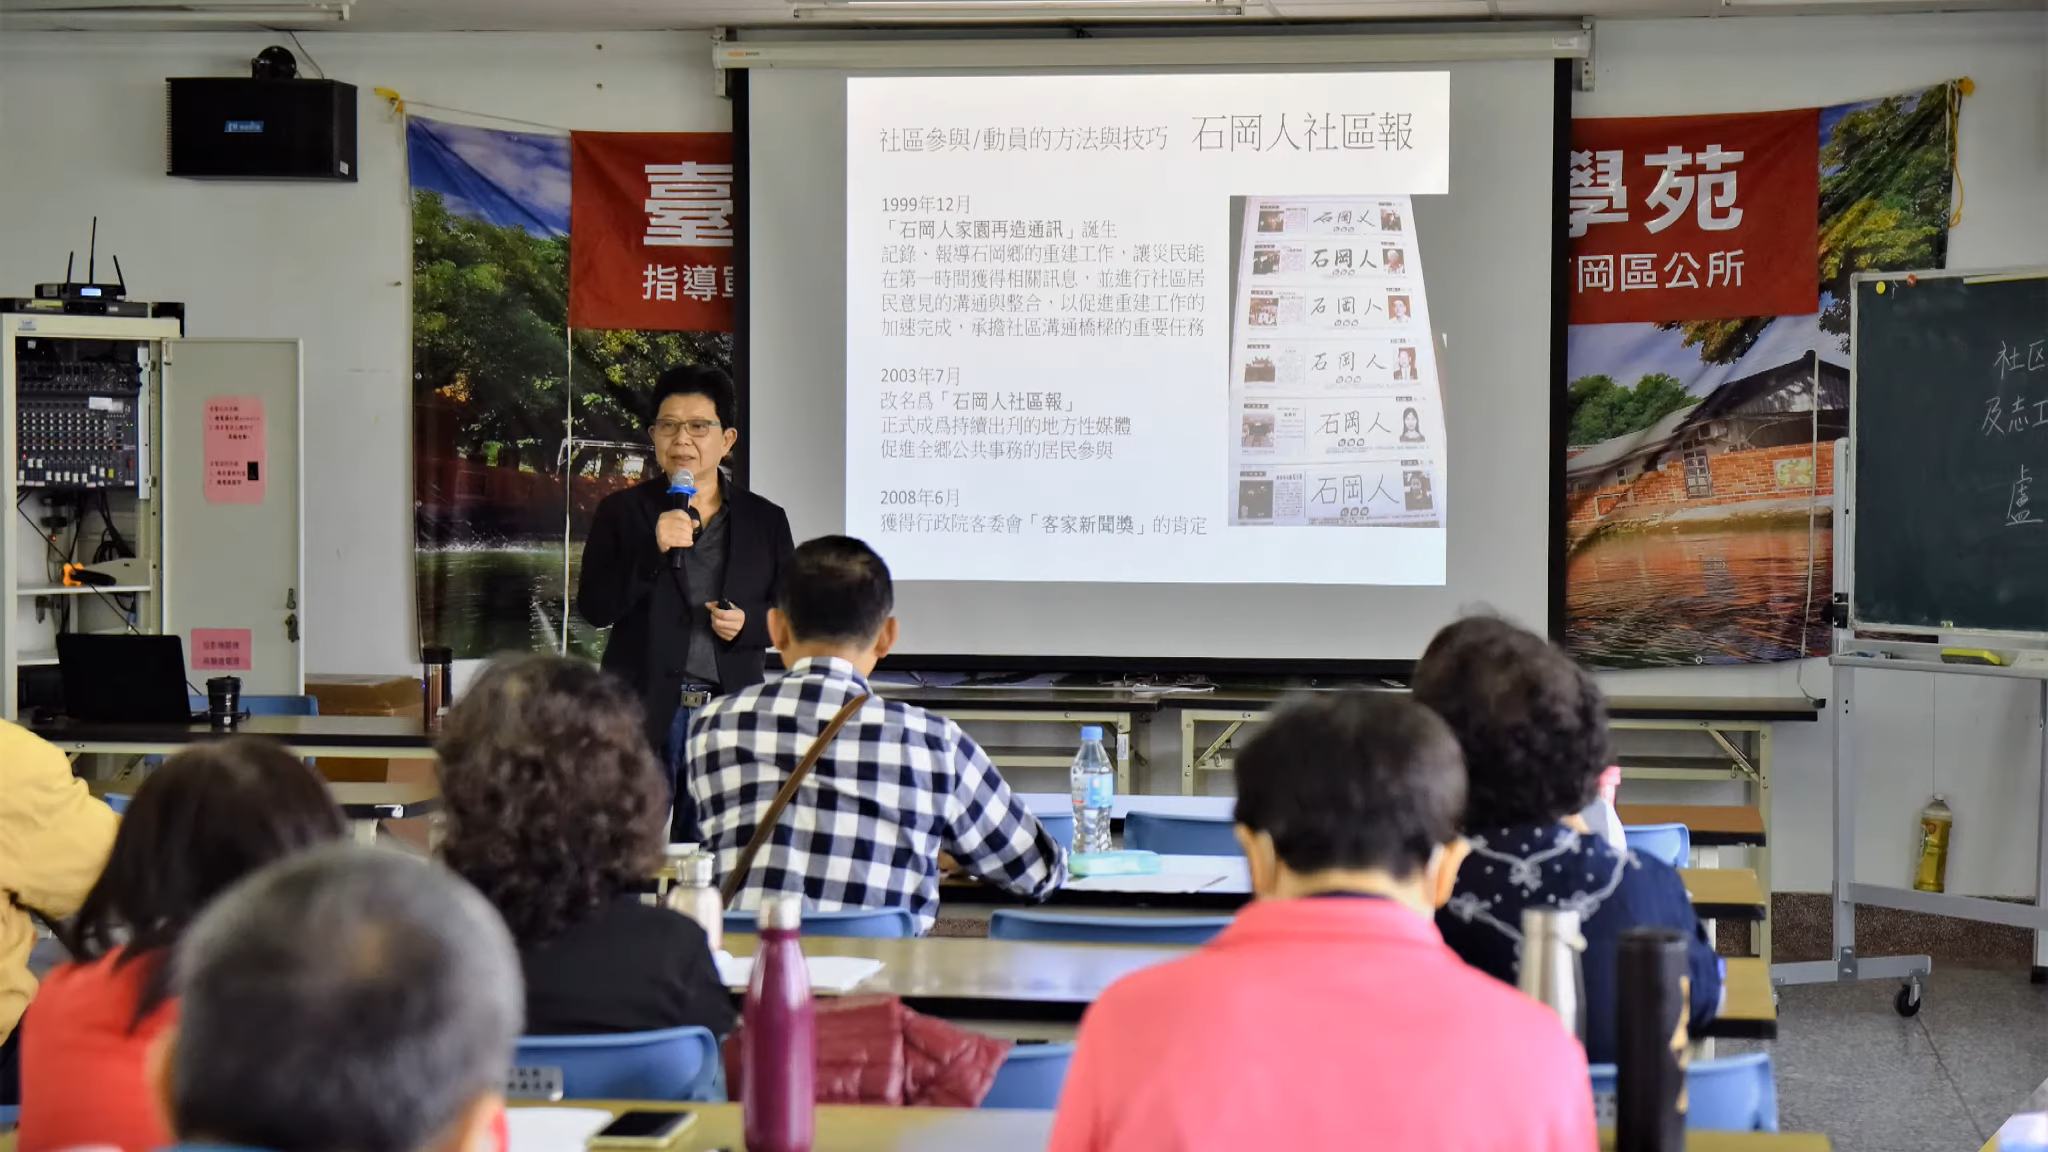 社區參與/動員的方法與技巧 石岡人社區報
1999年12月
「石岡人家園再造通訊」誕生
記錄、報導石岡鄉的重建工作，讓災民能
在第一時間獲得相關訊息，並進行社區居
民意見的溝通與整合，以促進重建工作的
加速完成，承擔社區溝通橋樑的重要任務
2003年7月
改名爲「石岡人社區報」
正式成爲持續出刊的地方性媒體
促進全鄉公共事務的居民參與
2008年6月
獲得行政院客委會「客家新聞獎」的肯定
石岡人
石岡人
石岡人
石岡人
石岡人
石岡人
臺
學苑
指導
岡區公所
社区
及志工
盧